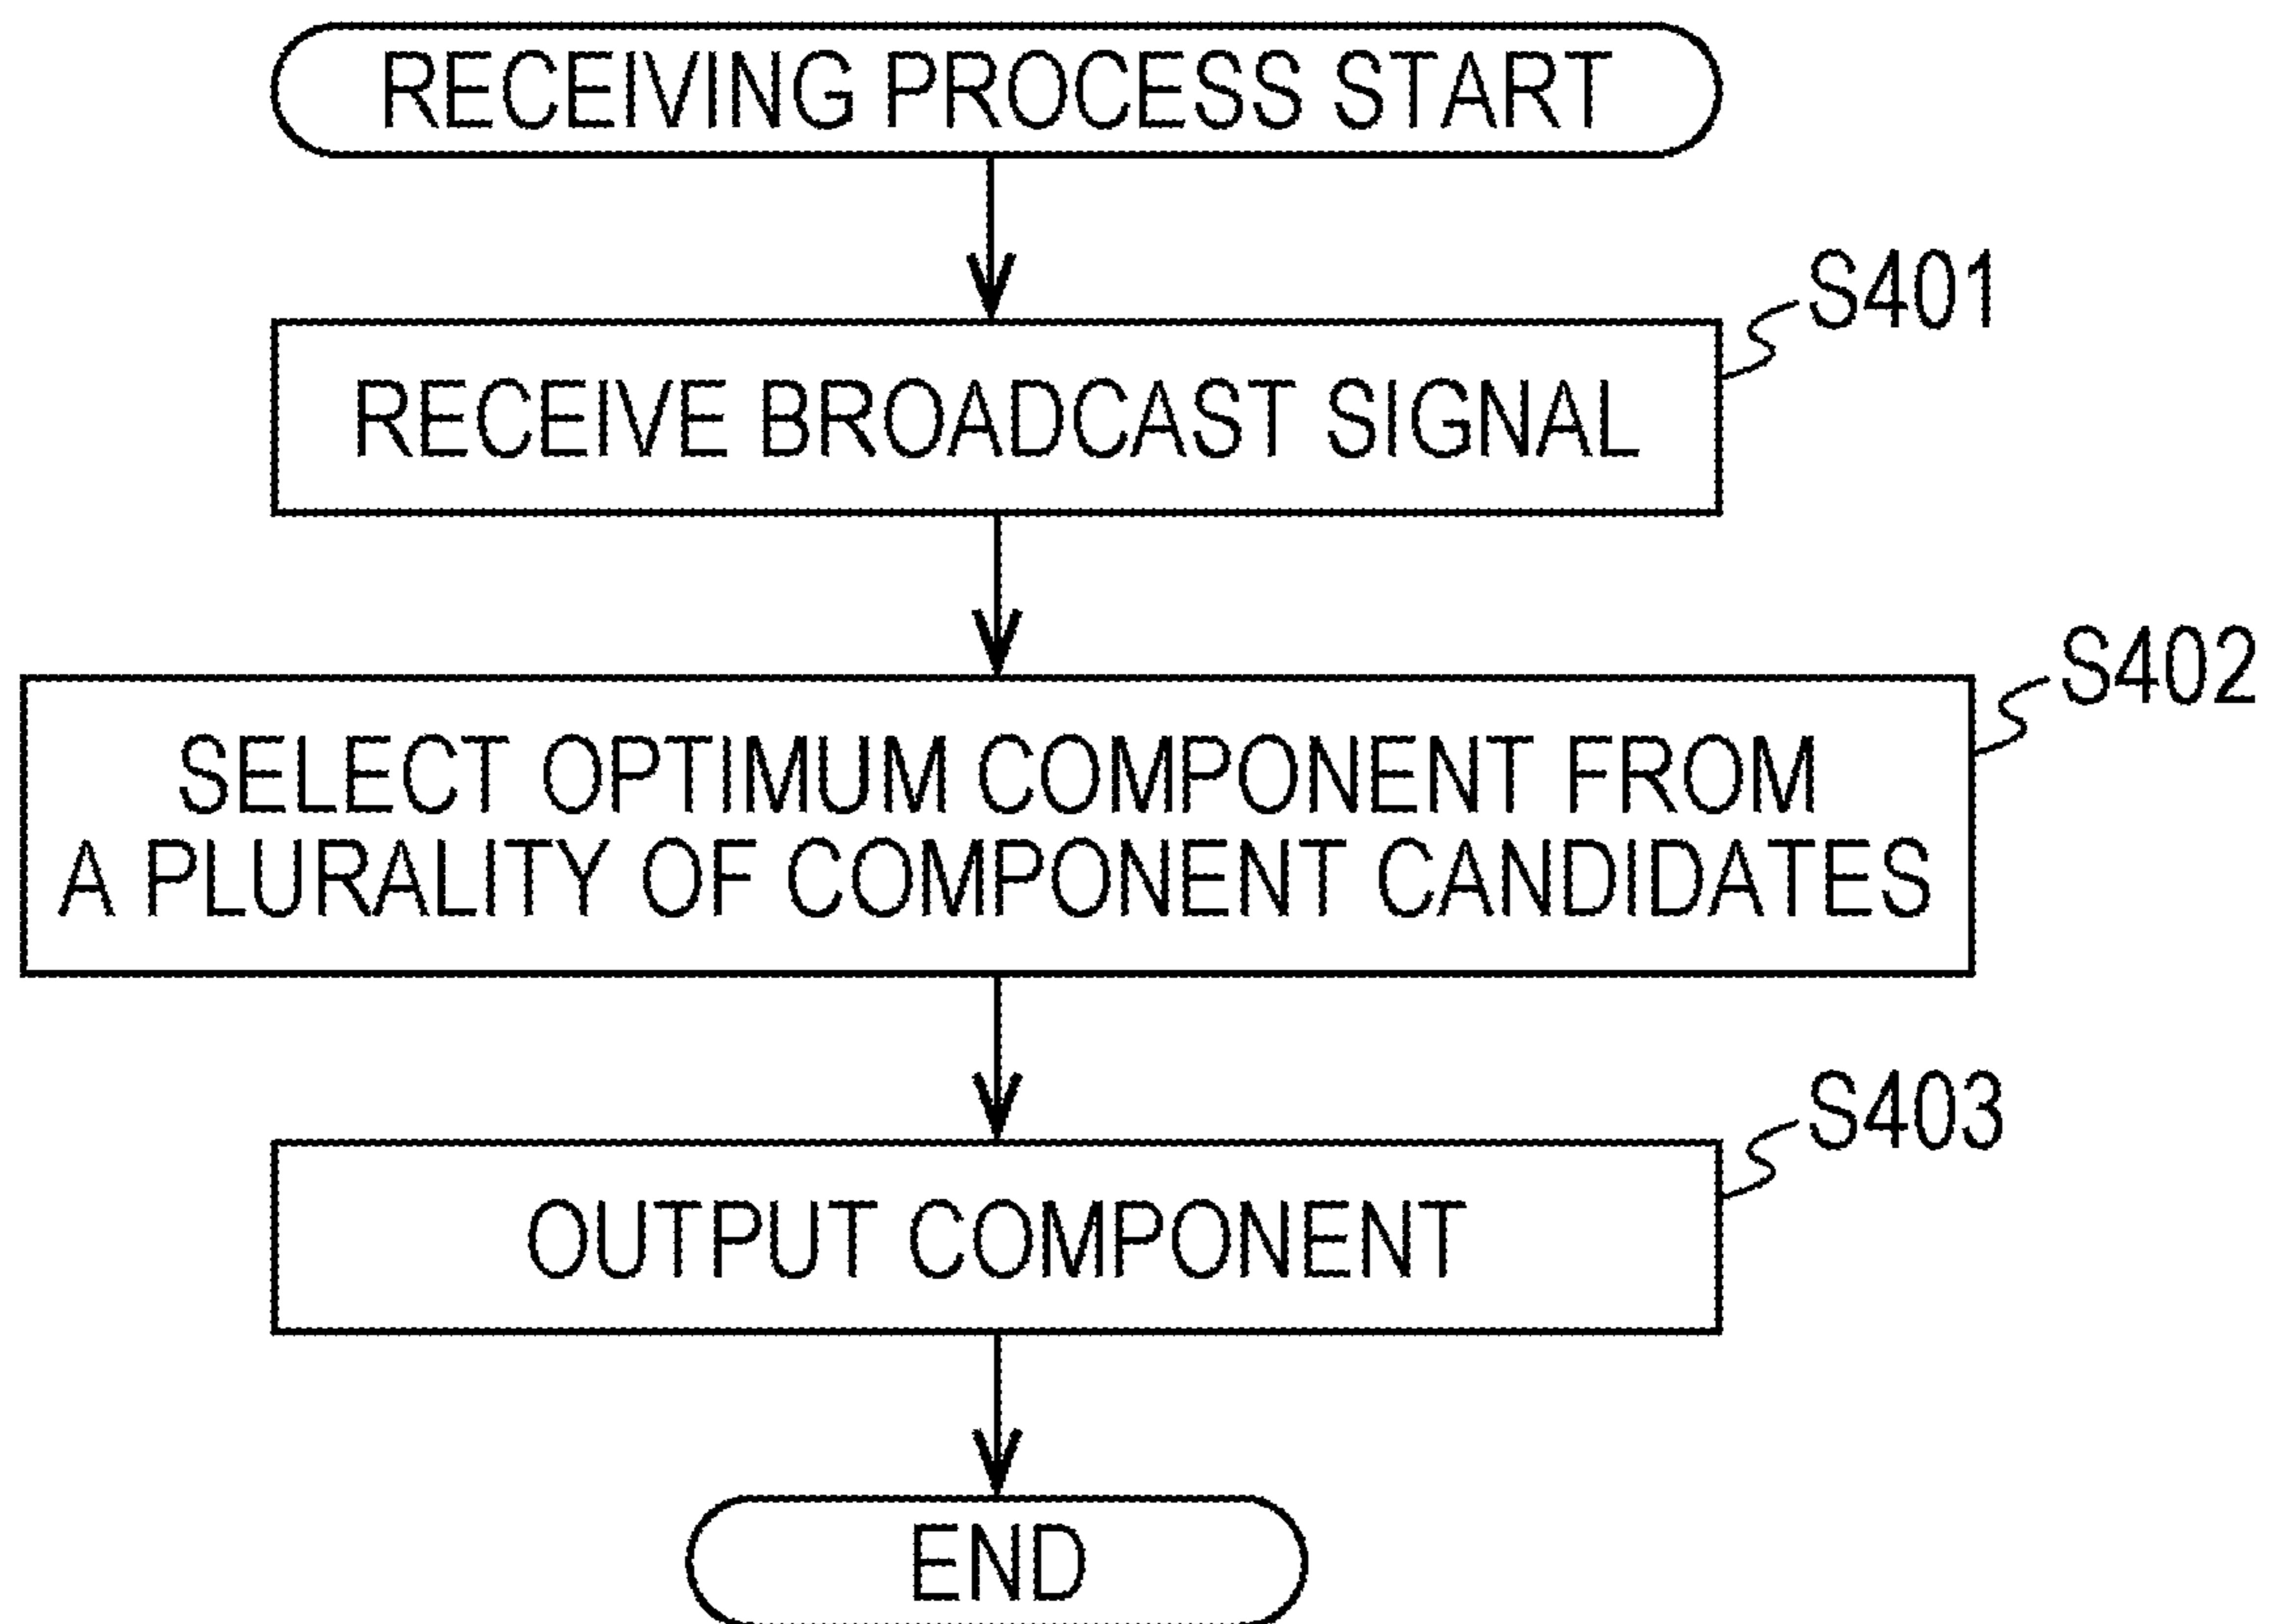 RECEIVING PROCESS START
S401
RECEIVE BROADCAST SIGNAL
S402
SELECT OPTIMUM COMPONENT FROM
A PLURALITY OF COMPONENT CANDIDATES
S403
OUTPUT COMPONENT
END